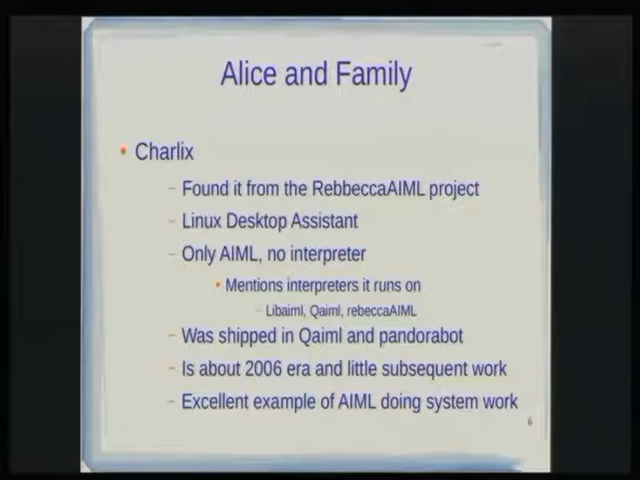 Alice and Family
• Charlix
– Found it from the RebbeccaAIML project
– Linux Desktop Assistant
– Only AIML, no interpreter
• Mentions interpreters it runs on
– Libaiml, Qaiml, rebeccaAIML
– Was shipped in Qaiml and pandorabot
– Is about 2006 era and little subsequent work
– Excellent example of AIML doing system work
6